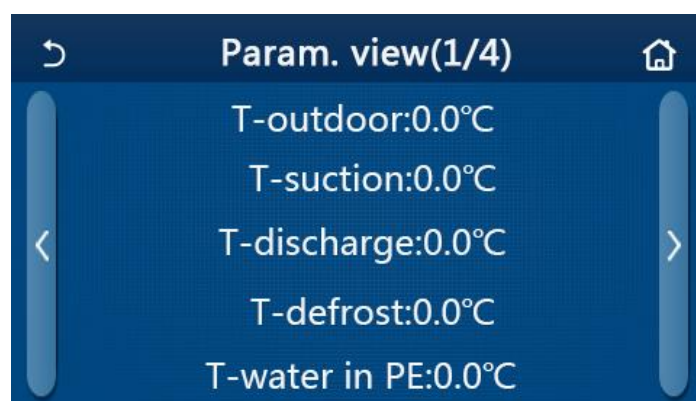 Param. view(1/4)
T-outdoor:0.0℃
T-suction:0.0℃
T-discharge:0.0℃
T-defrost:0.0℃
T-water in PE:0.0℃